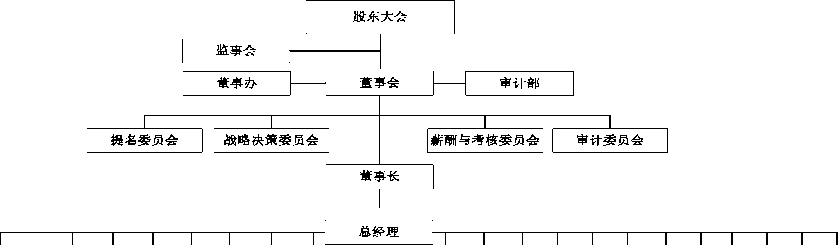 股东大会
监事会
董事办
董事会
审计部
提名委员会
战略决策委员会
薪酬与考核委员会
审计委员会
董事长
总经理